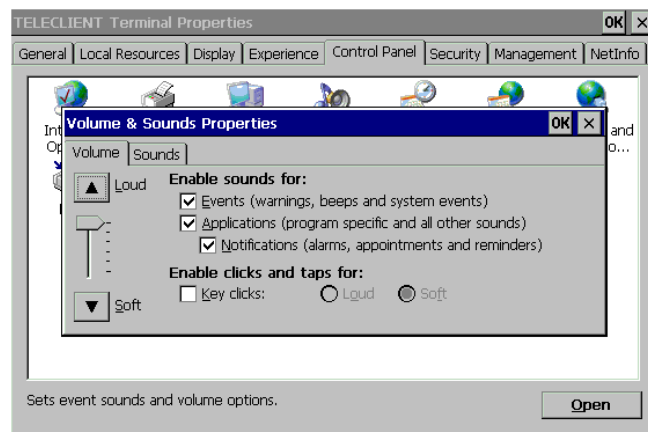 TELECLIENT Terminal Properties OK ×
General Local Resources Display Experience Control Panel Security Management NetInfo
Volume & Sounds Properties OK ×
Int and
Op o...
Volume Sounds
Loud
Enable sounds for:
Events (warnings, beeps and system events)
Applications (program specific and all other sounds)
Notifications (alarms, appointments and reminders)
Enable clicks and taps for:
Key clicks: Loud Soft
Soft
Sets event sounds and volume options.
Open